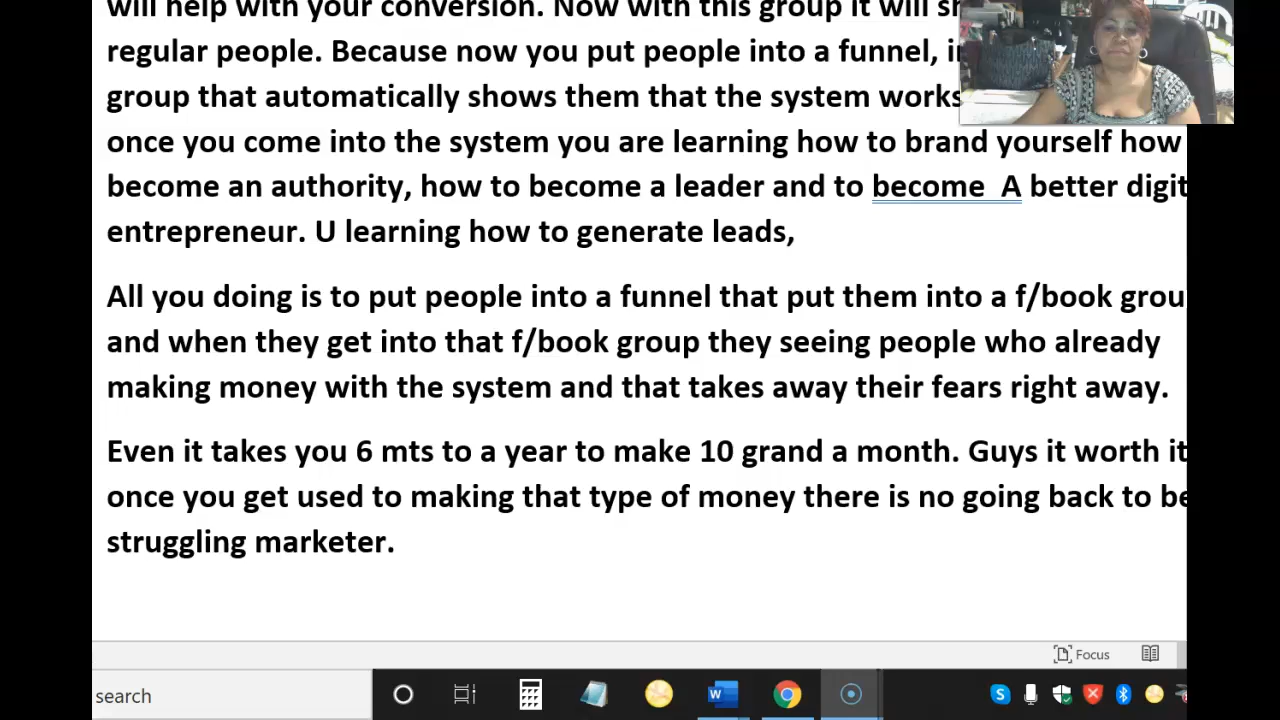 will help with your conversion. Now with this group it will
regular people. Because now you put people into a funnel,
group that automatically shows them that the system works
once you come into the system you are learning how to brand yourself how
become an authority, how to become a leader and to become  A better digit
entrepreneur. U learning how to generate leads,
All you doing is to put people into a funnel that put them into a f/book grou
and when they get into that f/book group they seeing people who already
making money with the system and that takes away their fears right away.
Even it takes you 6 mts to a year to make 10 grand a month. Guys it worth it
once you get used to making that type of money there is no going back to be
struggling marketer.
Focus
search